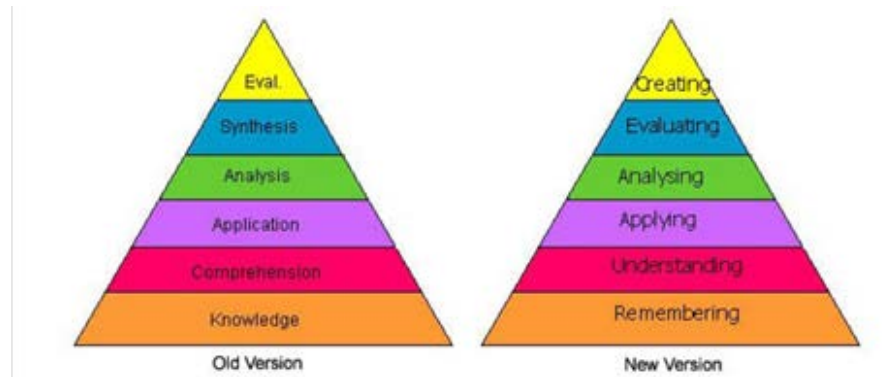 Eval.
Synthesis
Analysis
Application
Comprehension
Knowledge
Old Version
Creating
Evaluating
Analysing
Applying
Understanding
Remembering
New Version